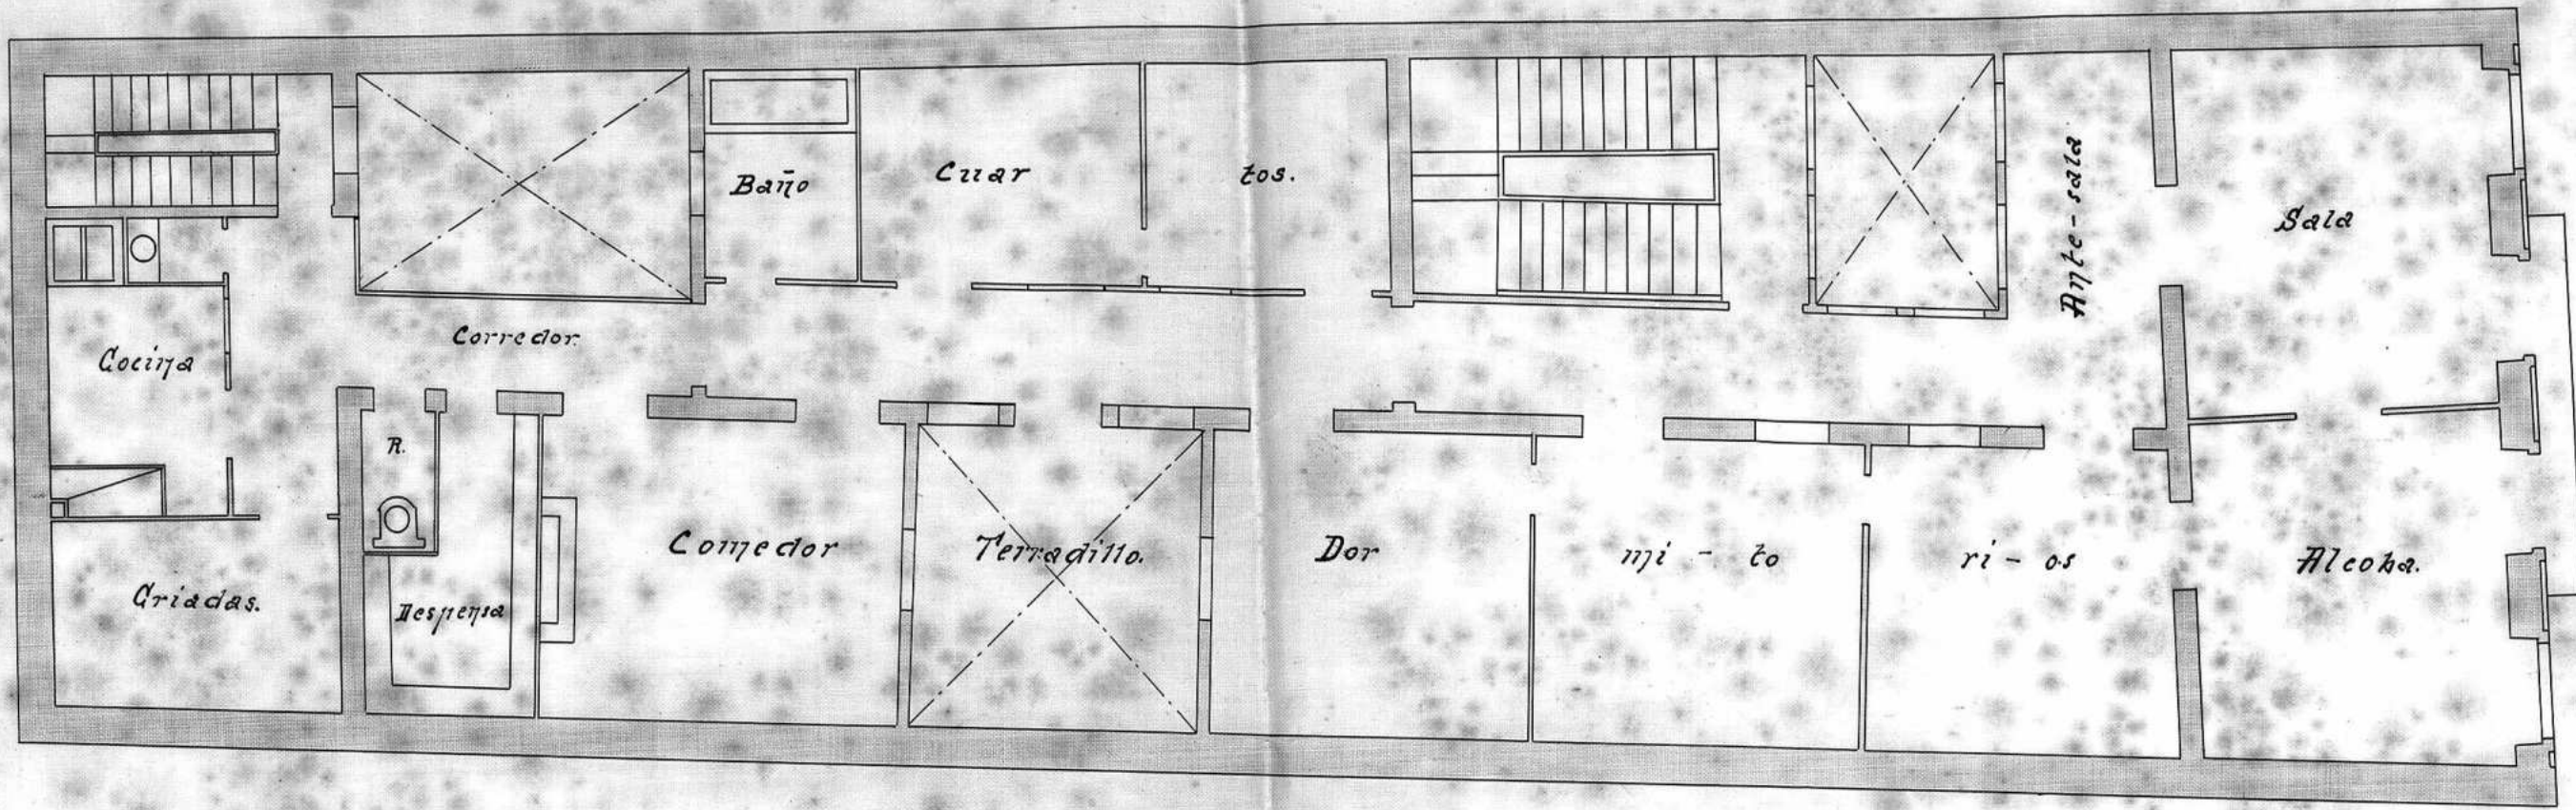 Baño
Cuar
tos.
Ante-sala
Sala
Corredor.
Cocina
R.
Comedor
Terradillo.
Dor
mi - to
ri - os
Alcoba.
Criadas.
Despensa